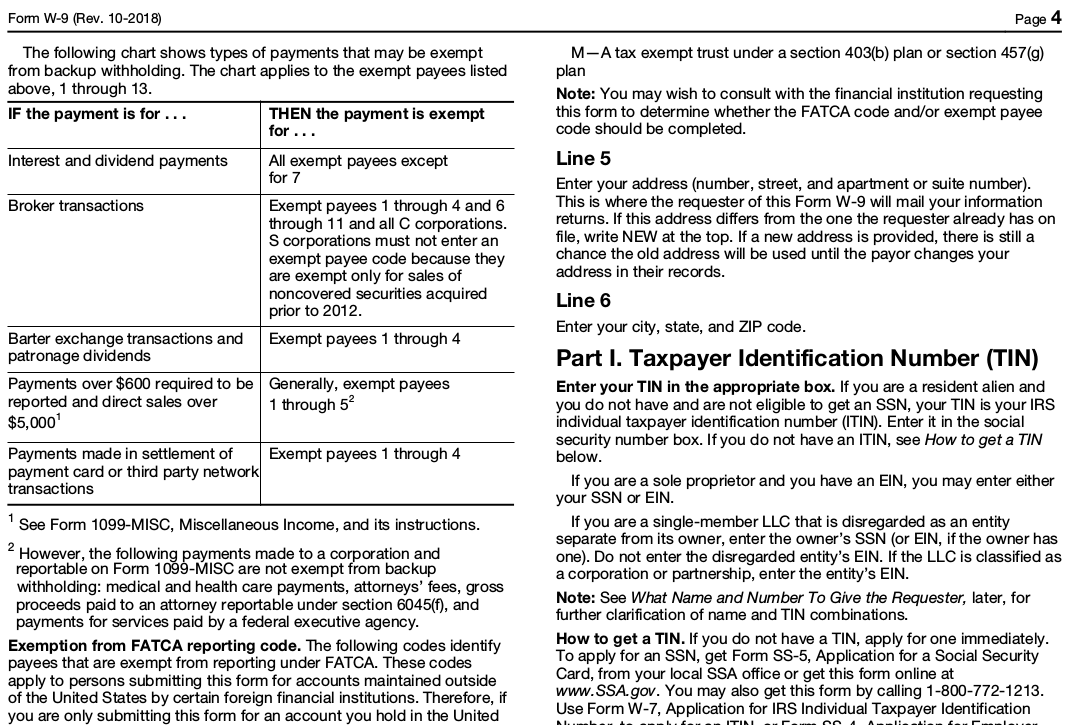 Form W-9 (Rev. 10-2018)
Page 4
The following chart shows types of payments that may be exempt
from backup withholding. The chart applies to the exempt payees listed
above, 1 through 13.
IF the payment is for . . .
THEN the payment is exempt
for . . .
Interest and dividend payments
All exempt payees except
for 7
Broker transactions
Exempt payees 1 through 4 and 6
through 11 and all C corporations.
S corporations must not enter an
exempt payee code because they
are exempt only for sales of
noncovered securities acquired
prior to 2012.
Barter exchange transactions and
patronage dividends
Exempt payees 1 through 4
Payments over $600 required to be
reported and direct sales over
$5,000¹
Generally, exempt payees
1 through 5²
Payments made in settlement of
payment card or third party network
transactions
Exempt payees 1 through 4
¹ See Form 1099-MISC, Miscellaneous Income, and its instructions.
² However, the following payments made to a corporation and
reportable on Form 1099-MISC are not exempt from backup
withholding: medical and health care payments, attorneys' fees, gross
proceeds paid to an attorney reportable under section 6045(f), and
payments for services paid by a federal executive agency.
Exemption from FATCA reporting code. The following codes identify
payees that are exempt from reporting under FATCA. These codes
apply to persons submitting this form for accounts maintained outside
of the United States by certain foreign financial institutions. Therefore, if
you are only submitting this form for an account you hold in the United
M—A tax exempt trust under a section 403(b) plan or section 457(g)
plan
Note: You may wish to consult with the financial institution requesting
this form to determine whether the FATCA code and/or exempt payee
code should be completed.
Line 5
Enter your address (number, street, and apartment or suite number).
This is where the requester of this Form W-9 will mail your information
returns. If this address differs from the one the requester already has on
file, write NEW at the top. If a new address is provided, there is still a
chance the old address will be used until the payor changes your
address in their records.
Line 6
Enter your city, state, and ZIP code.
Part I. Taxpayer Identification Number (TIN)
Enter your TIN in the appropriate box. If you are a resident alien and
you do not have and are not eligible to get an SSN, your TIN is your IRS
individual taxpayer identification number (ITIN). Enter it in the social
security number box. If you do not have an ITIN, see How to get a TIN
below.
If you are a sole proprietor and you have an EIN, you may enter either
your SSN or EIN.
If you are a single-member LLC that is disregarded as an entity
separate from its owner, enter the owner's SSN (or EIN, if the owner has
one). Do not enter the disregarded entity's EIN. If the LLC is classified as
a corporation or partnership, enter the entity's EIN.
Note: See What Name and Number To Give the Requester, later, for
further clarification of name and TIN combinations.
How to get a TIN. If you do not have a TIN, apply for one immediately.
To apply for an SSN, get Form SS-5, Application for a Social Security
Card, from your local SSA office or get this form online at
www.SSA.gov. You may also get this form by calling 1-800-772-1213.
Use Form W-7, Application for IRS Individual Taxpayer Identification
Number, to apply for an ITIN, or Form SS-4, Application for Employer